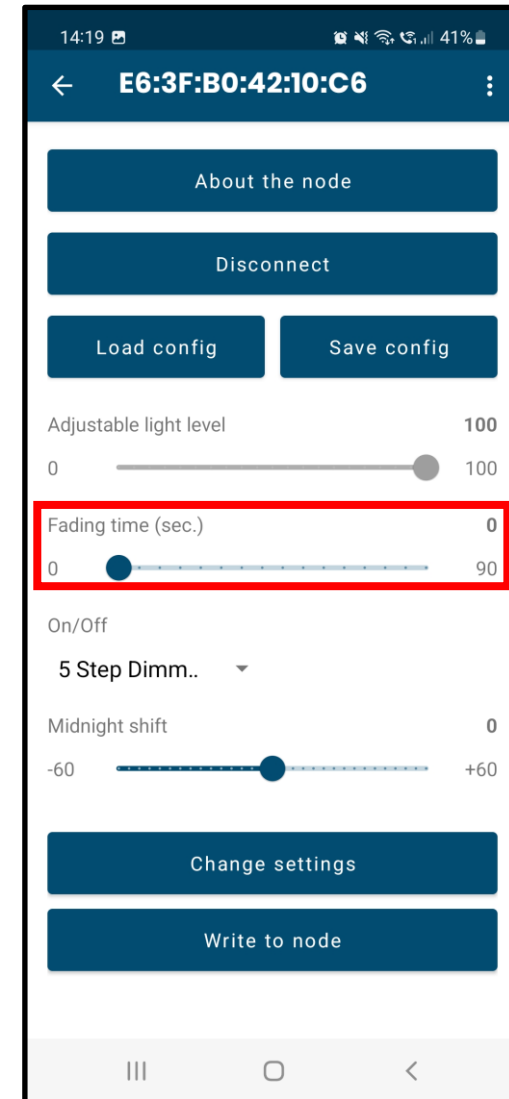 14:19 41%
E6:3F:B0:42:10:C6
About the node
Disconnect
Load config Save config
Adjustable light level 100
0 100
Fading time (sec.) 0
0 90
On/Off
5 Step Dimm..
Midnight shift 0
-60 +60
Change settings
Write to node